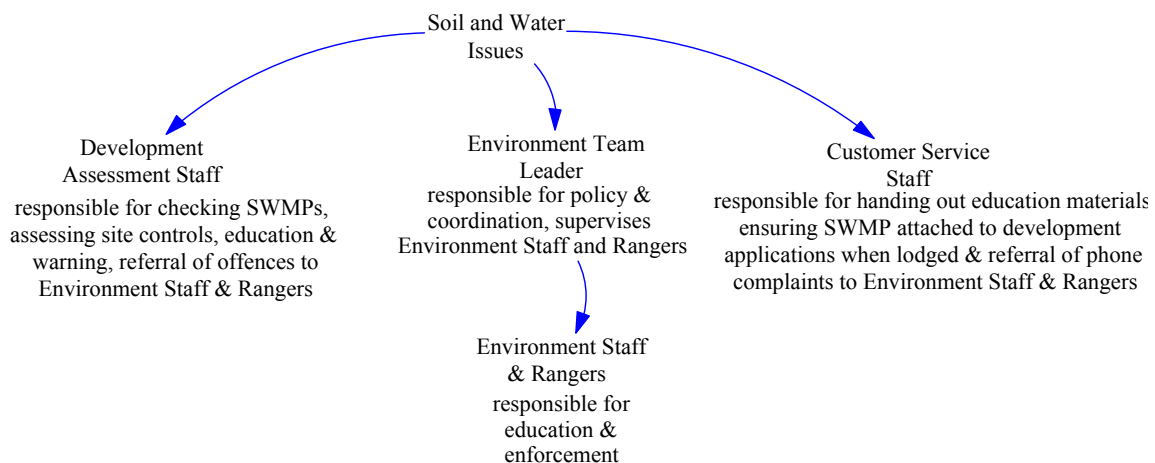 Soil and Water
Issues
Development
Assessment Staff
responsible for checking SWMPs,
assessing site controls, education &
warning, referral of offences to
Environment Staff & Rangers
Environment Team
Leader
responsible for policy &
coordination, supervises
Environment Staff and Rangers
Customer Service
Staff
responsible for handing out education materials
ensuring SWMP attached to development
applications when lodged & referral of phone
complaints to Environment Staff & Rangers
Environment Staff
& Rangers
responsible for
education &
enforcement